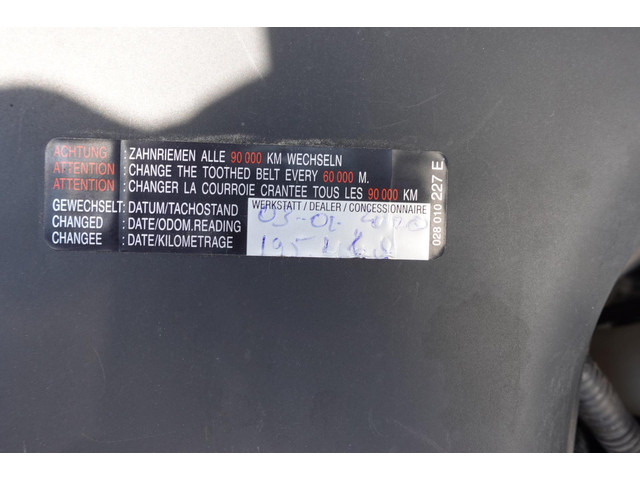 ACHTUNG : ZAHNRIEMEN ALLE 90 000 KM WECHSELN
ATTENTION : CHANGE THE TOOTHED BELT EVERY 60 000 M.
ATTENTION : CHANGER LA COURROIE CRANTEE TOUS LES 90 000 KM
GEWECHSELT: DATUM/TACHOSTAND
CHANGED : DATE/ODOM.READING
CHANGEE : DATE/KILOMETRAGE
WERKSTATT / DEALER / CONCESSIONNAIRE
03-01-
028 010 227 E